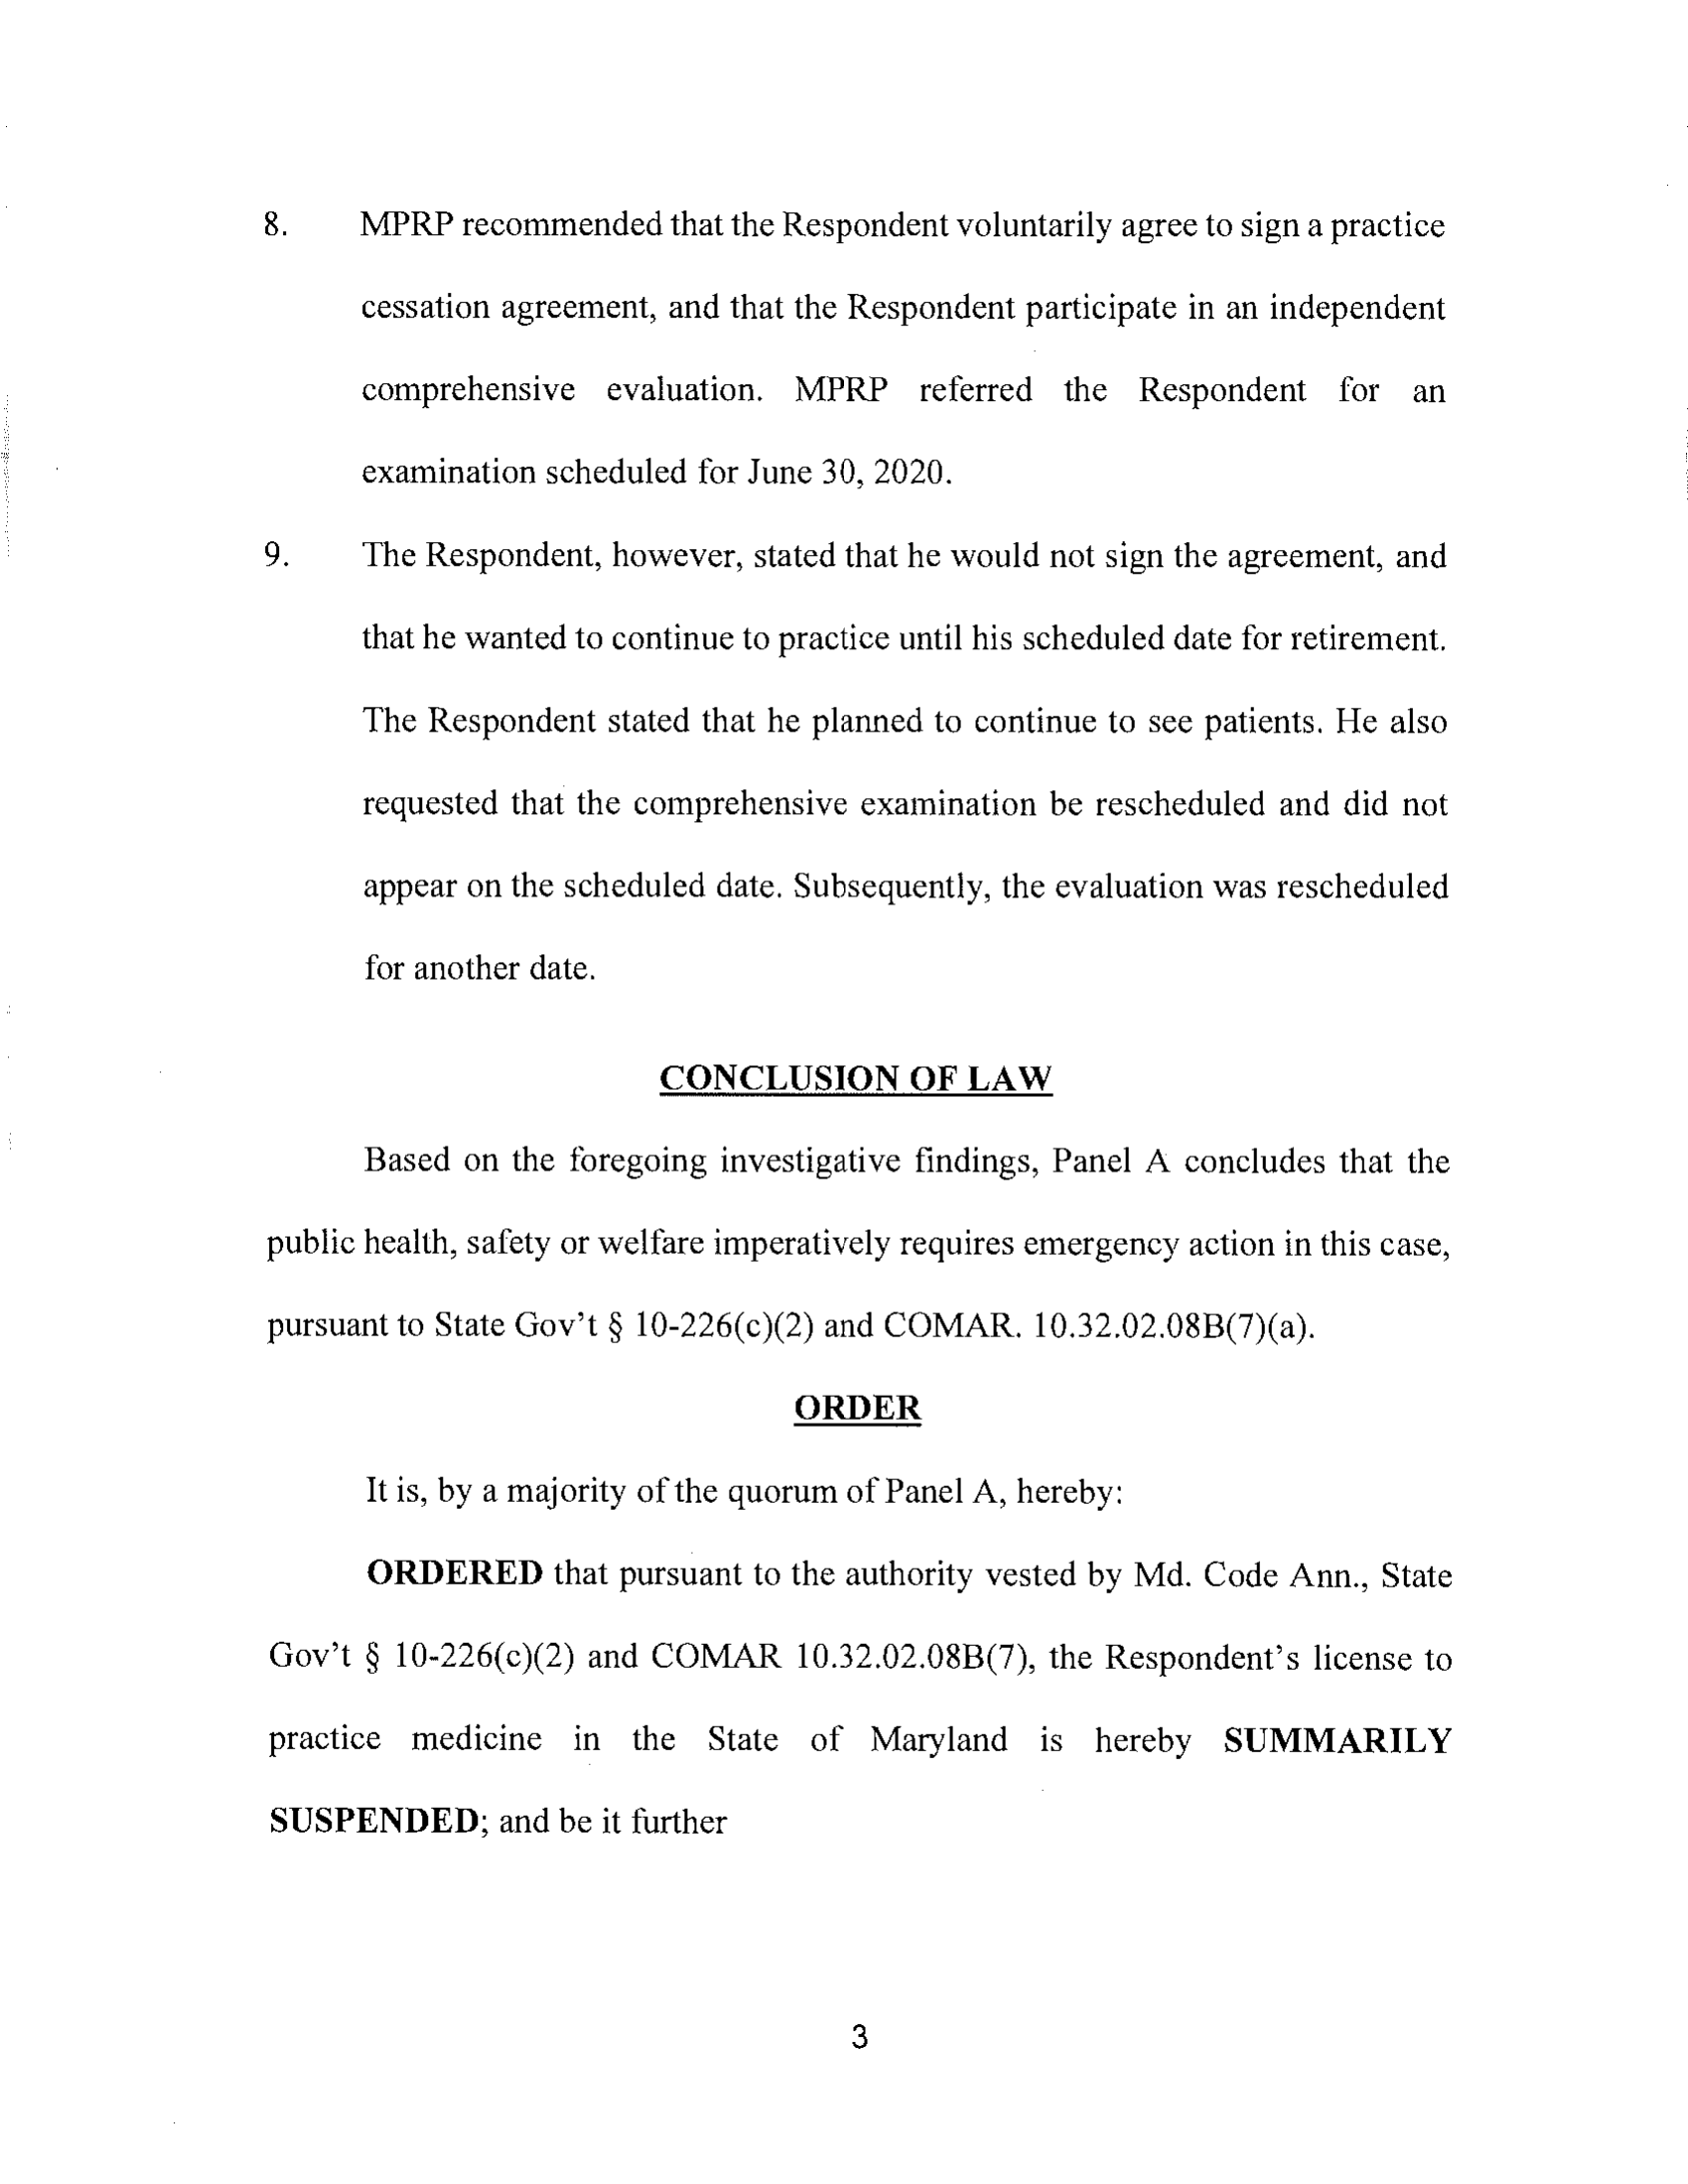 8. MPRP recommended that the Respondent voluntarily agree to sign a practice
cessation agreement, and that the Respondent participate in an independent
comprehensive evaluation. MPRP referred the Respondent for an
examination scheduled for June 30, 2020.
9. The Respondent, however, stated that he would not sign the agreement, and
that he wanted to continue to practice until his scheduled date for retirement.
The Respondent stated that he planned to continue to see patients. He also
requested that the comprehensive examination be rescheduled and did not
appear on the scheduled date. Subsequently, the evaluation was rescheduled
for another date.
CONCLUSION OF LAW
Based on the foregoing investigative findings, Panel A concludes that the
public health, safety or welfare imperatively requires emergency action in this case,
pursuant to State Gov't § 10-226(c)(2) and COMAR. 10.32.02.08B(7)(a).
ORDER
It is, by a majority of the quorum of Panel A, hereby:
ORDERED that pursuant to the authority vested by Md. Code Ann., State
Gov't § 10-226(c)(2) and COMAR 10.32.02.08B(7), the Respondent's license to
practice medicine in the State of Maryland is hereby SUMMARILY
SUSPENDED; and be it further
3